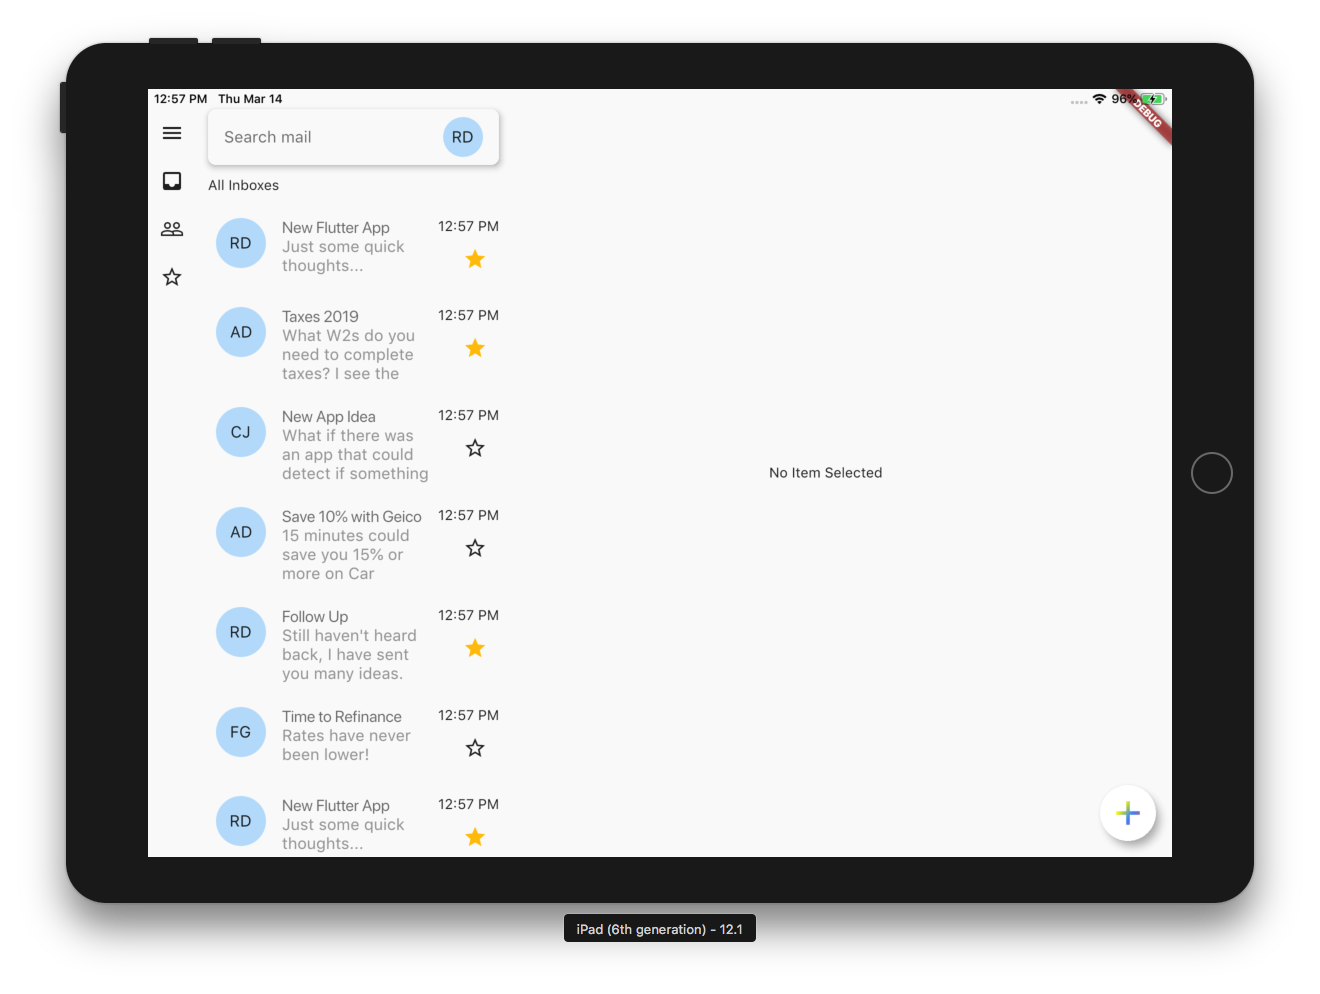 12:57 PM Thu Mar 14
96%
DEBUG
Search mail
RD
All Inboxes
RD
New Flutter App
12:57 PM
Just some quick
thoughts...
AD
Taxes 2019
12:57 PM
What W2s do you
need to complete
taxes? I see the
CJ
New App Idea
12:57 PM
What if there was
an app that could
detect if something
AD
Save 10% with Geico
12:57 PM
15 minutes could
save you 15% or
more on Car
RD
Follow Up
12:57 PM
Still haven't heard
back, I have sent
you many ideas.
FG
Time to Refinance
12:57 PM
Rates have never
been lower!
RD
New Flutter App
12:57 PM
Just some quick
thoughts...
No Item Selected
iPad (6th generation) - 12.1